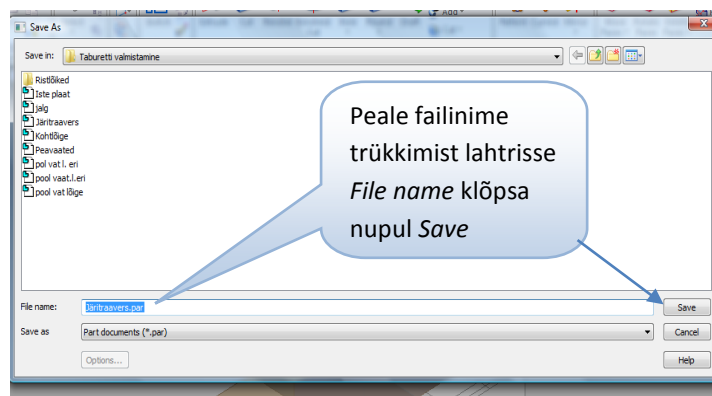 Save As
Save in:
Taburetti valmistamine
Ristlõiked
Iste plaat
jalg
Järitraavers
Kohtlõige
Peavaated
pol vat l. eri
pool vaat.l.eri
pool vat lõige
Peale failinime
trükkimist lahtrisse
File name klõpsa
nupul Save
File name:
Järitraavers.par
Save
Save as
Part documents (*.par)
Cancel
Options...
Help